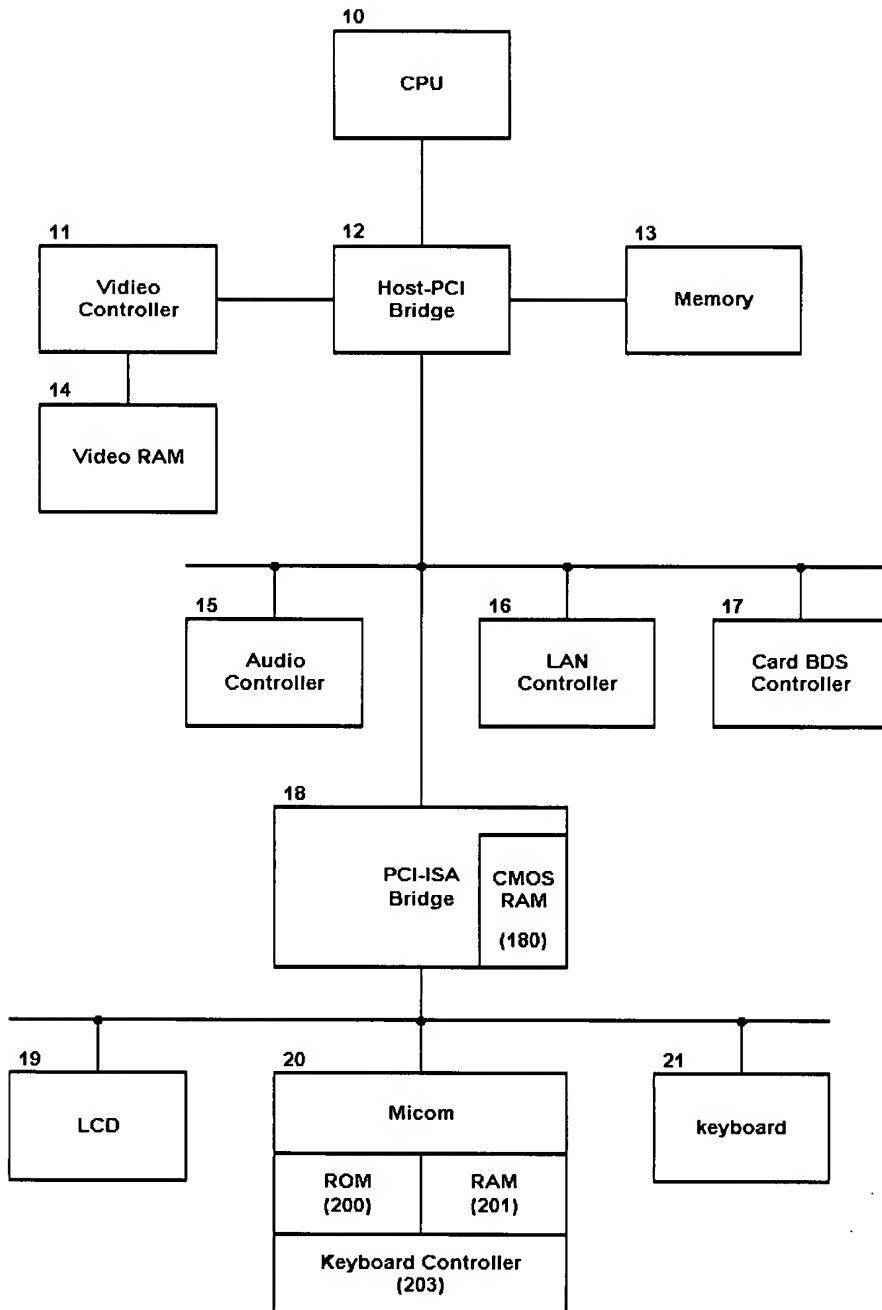 10
CPU
11
Vidieo
Controller
12
Host-PCI
Bridge
13
Memory
14
Video RAM
15
Audio
Controller
16
LAN
Controller
17
Card BDS
Controller
18
PCI-ISA
Bridge
CMOS
RAM
(180)
19
LCD
20
Micom
ROM
(200)
RAM
(201)
Keyboard Controller
(203)
21
keyboard